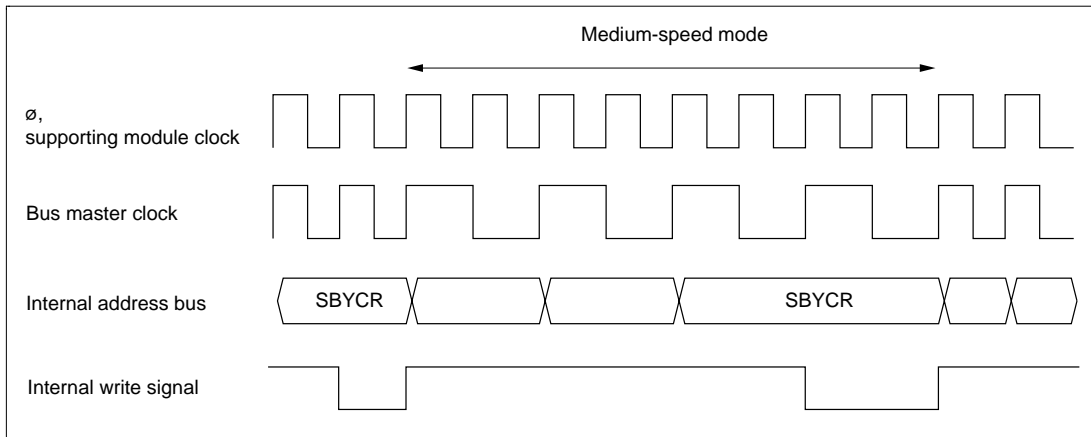 Medium-speed mode
ø,
supporting module clock
Bus master clock
Internal address bus
SBYCR
SBYCR
Internal write signal